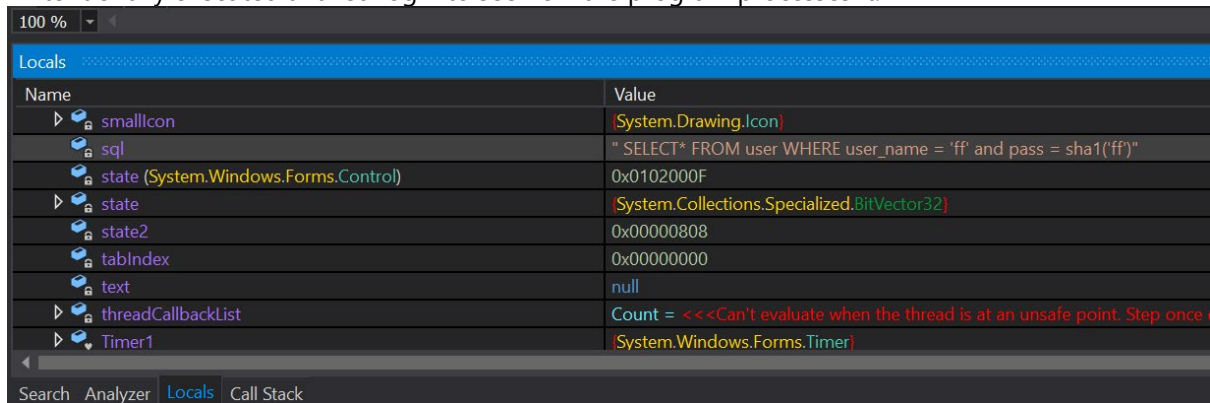 100 %
Locals
Name Value
smallIcon {System.Drawing.Icon}
sql " SELECT* FROM user WHERE user_name = 'ff' and pass = sha1('ff')"
state (System.Windows.Forms.Control) 0x0102000F
state {System.Collections.Specialized.BitVector32}
state2 0x00000808
tabIndex 0x00000000
text null
threadCallbackList Count = <<<Can't evaluate when the thread is at an unsafe point. Step once
Timer1 {System.Windows.Forms.Timer}
Search Analyzer Locals Call Stack